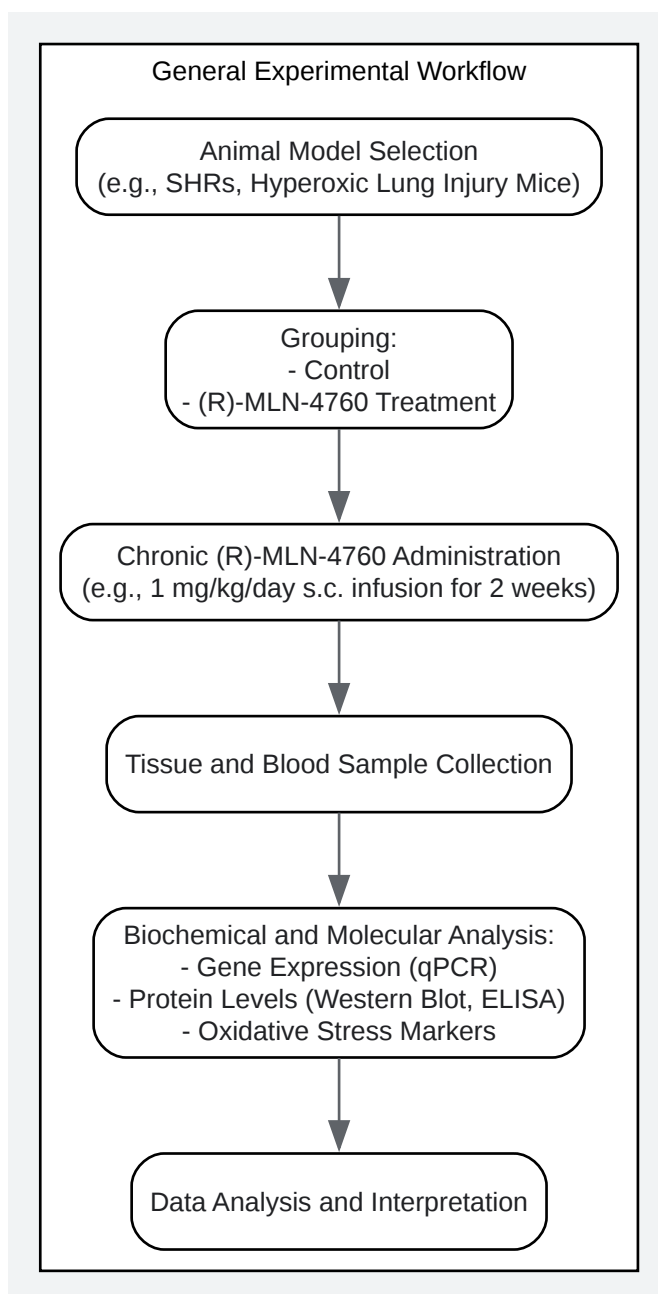 General Experimental Workflow
Animal Model Selection
(e.g., SHRs, Hyperoxic Lung Injury Mice)
Grouping:
- Control
- (R)-MLN-4760 Treatment
Chronic (R)-MLN-4760 Administration
(e.g., 1 mg/kg/day s.c. infusion for 2 weeks)
Tissue and Blood Sample Collection
Biochemical and Molecular Analysis:
- Gene Expression (qPCR)
- Protein Levels (Western Blot, ELISA)
- Oxidative Stress Markers
Data Analysis and Interpretation